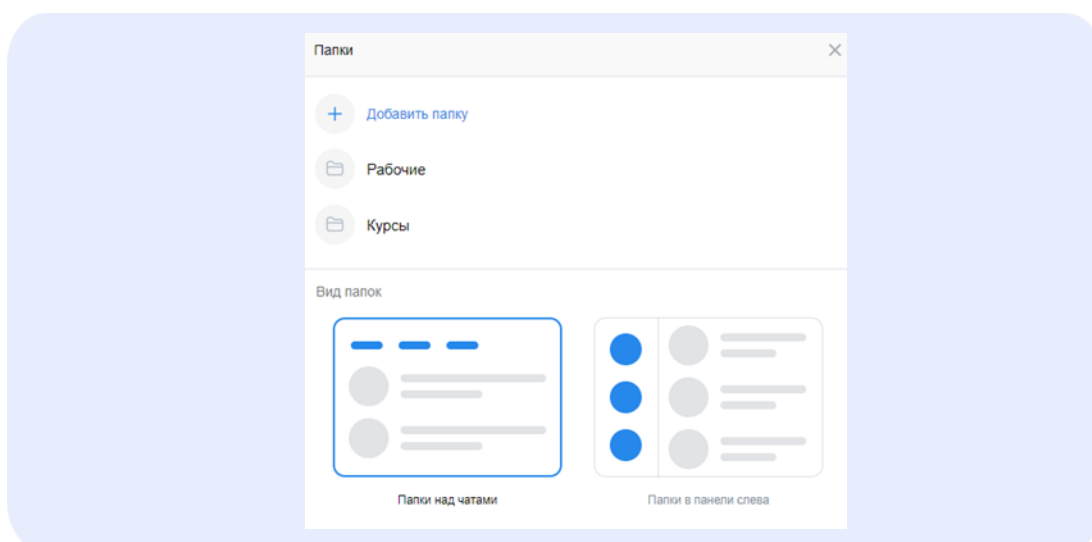 Папки
Добавить папку
Рабочие
Курсы
Вид папок
Папки над чатами
Папки в панели слева